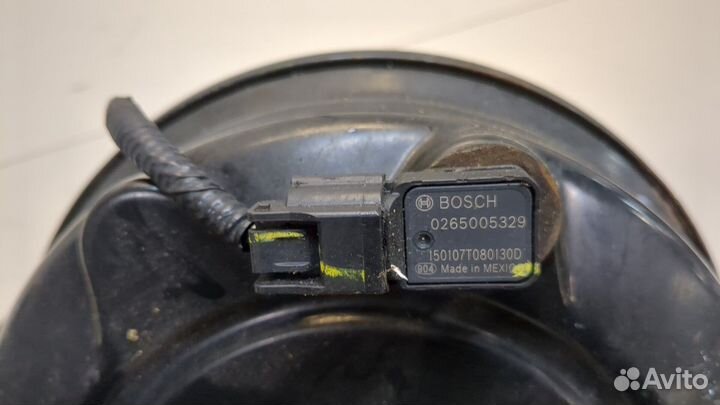 BOSCH
0265005329
150107T080130D
904 Made in MEXICO
Avito